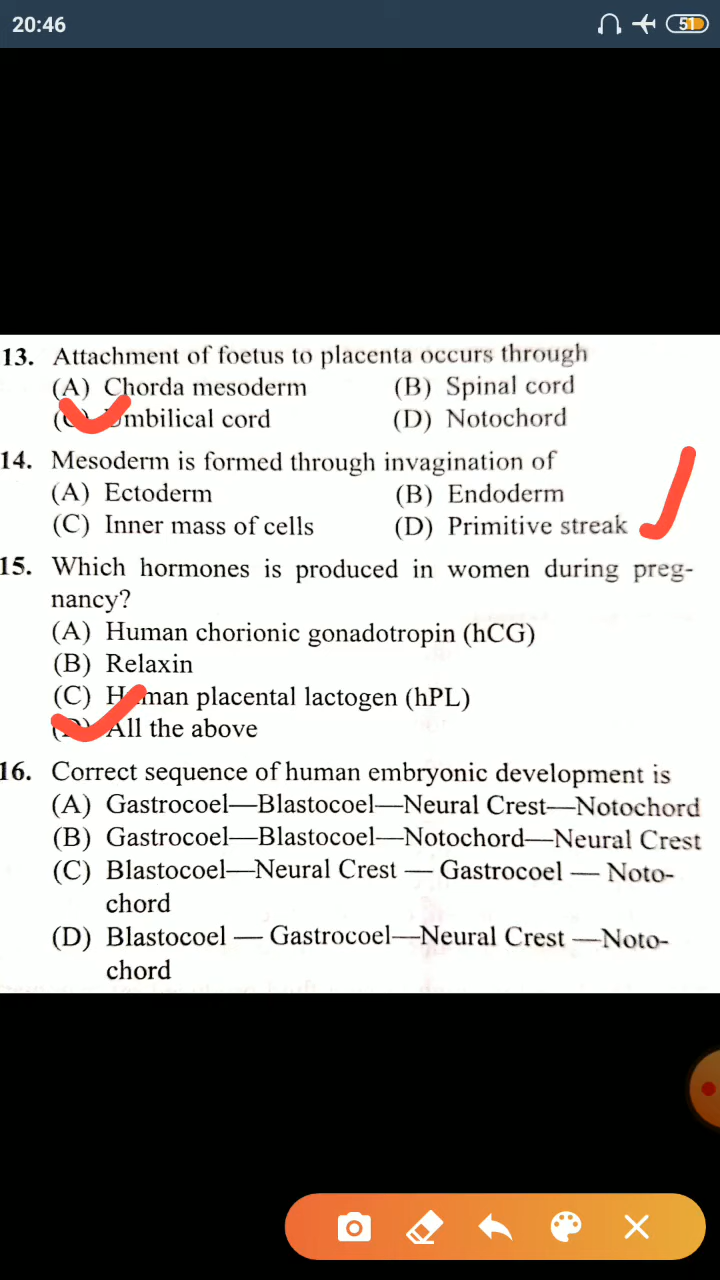 20:46
51
13. Attachment of foetus to placenta occurs through
(A) Chorda mesoderm (B) Spinal cord
(C) Umbilical cord (D) Notochord
14. Mesoderm is formed through invagination of
(A) Ectoderm (B) Endoderm
(C) Inner mass of cells (D) Primitive streak
15. Which hormones is produced in women during preg-
nancy?
(A) Human chorionic gonadotropin (hCG)
(B) Relaxin
(C) Human placental lactogen (hPL)
(D) All the above
16. Correct sequence of human embryonic development is
(A) Gastrocoel—Blastocoel—Neural Crest—Notochord
(B) Gastrocoel—Blastocoel—Notochord—Neural Crest
(C) Blastocoel—Neural Crest — Gastrocoel — Noto-
chord
(D) Blastocoel — Gastrocoel—Neural Crest —Noto-
chord